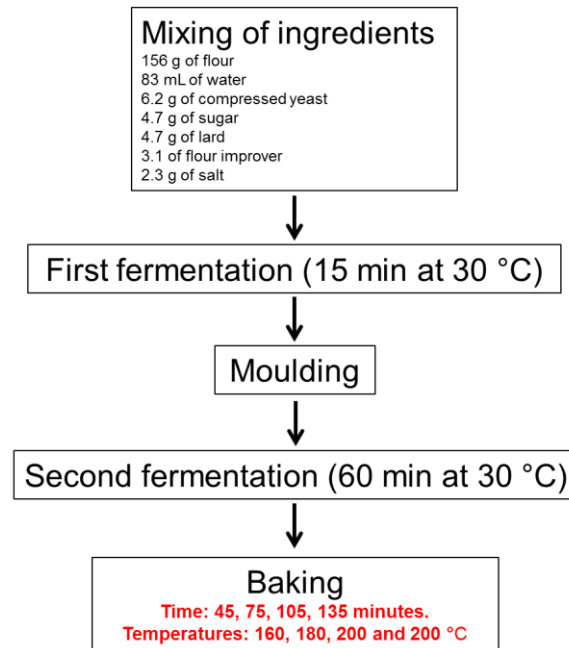 Mixing of ingredients
156 g of flour
83 mL of water
6.2 g of compressed yeast
4.7 g of sugar
4.7 g of lard
3.1 of flour improver
2.3 g of salt
First fermentation (15 min at 30 °C)
Moulding
Second fermentation (60 min at 30 °C)
Baking
Time: 45, 75, 105, 135 minutes.
Temperatures: 160, 180, 200 and 200 °C